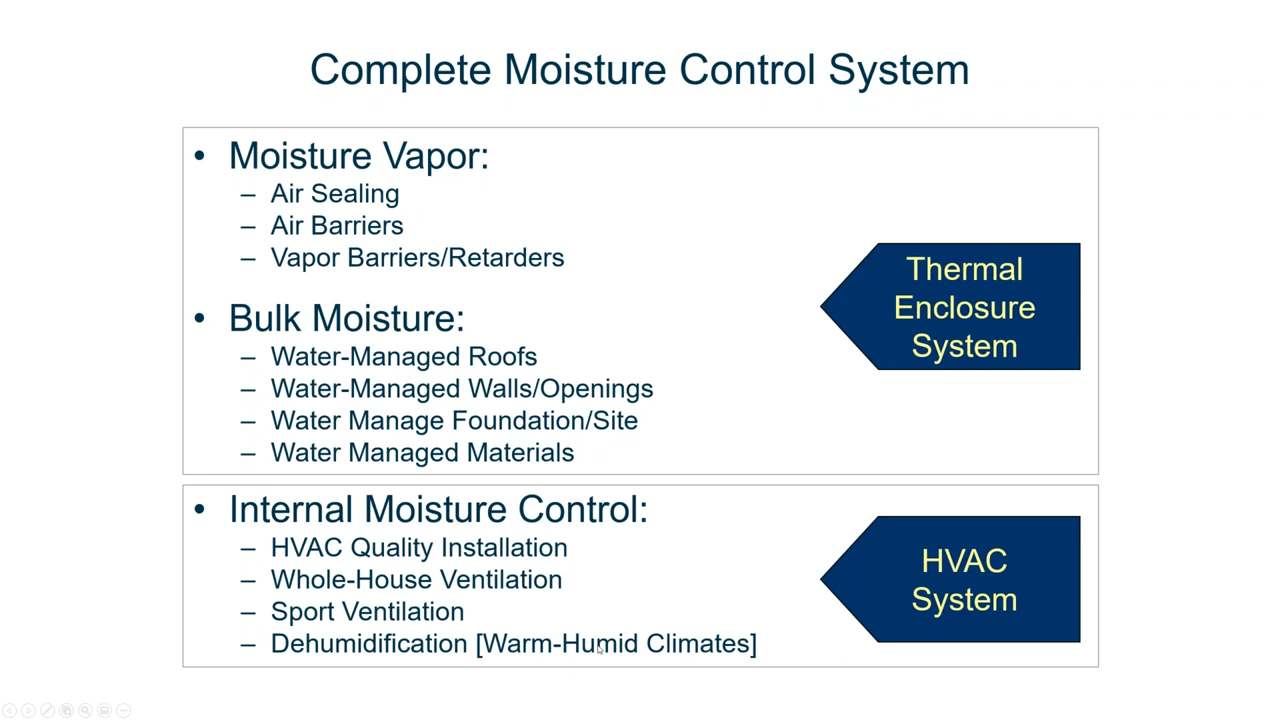 Complete Moisture Control System
• Moisture Vapor:
– Air Sealing
– Air Barriers
– Vapor Barriers/Retarders
• Bulk Moisture:
– Water-Managed Roofs
– Water-Managed Walls/Openings
– Water Manage Foundation/Site
– Water Managed Materials
Thermal
Enclosure
System
• Internal Moisture Control:
– HVAC Quality Installation
– Whole-House Ventilation
– Sport Ventilation
– Dehumidification [Warm-Humid Climates]
HVAC
System